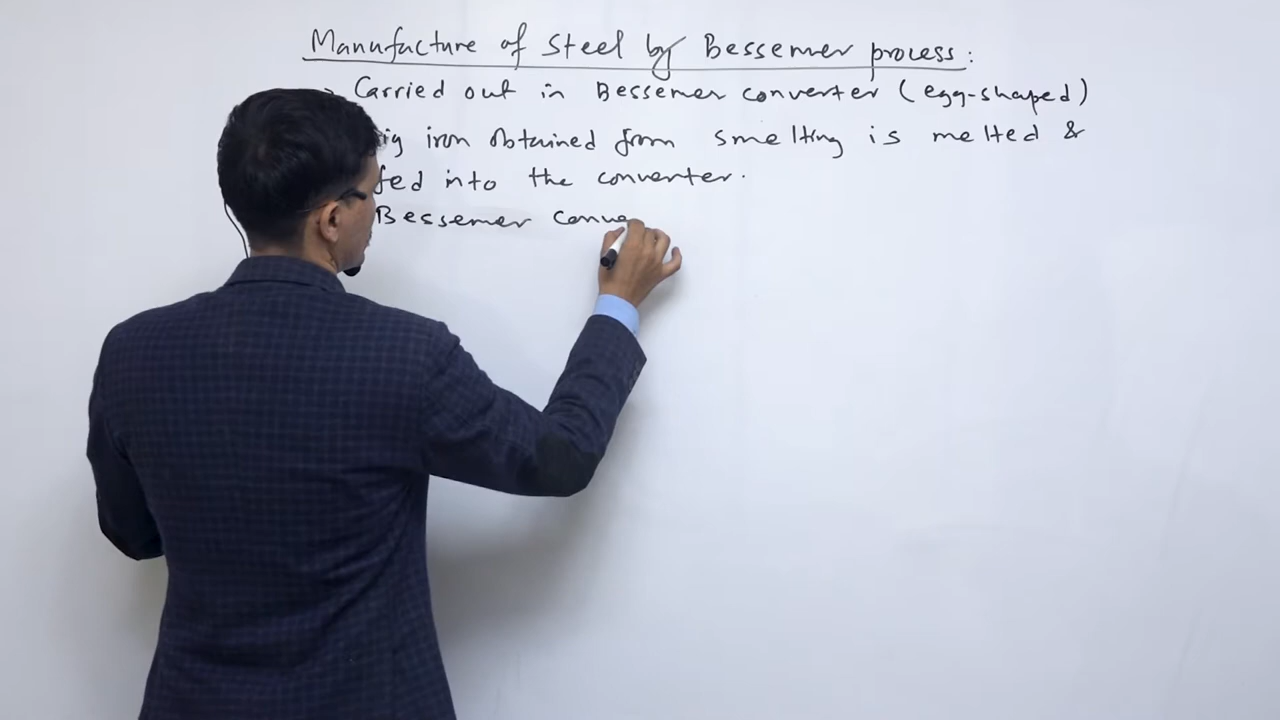 Manufacture of Steel by Bessemer process:
Carried out in Bessemer converter (egg-shaped)
iron obtained from smelting is melted &
fed into the converter.
Bessemer Conve